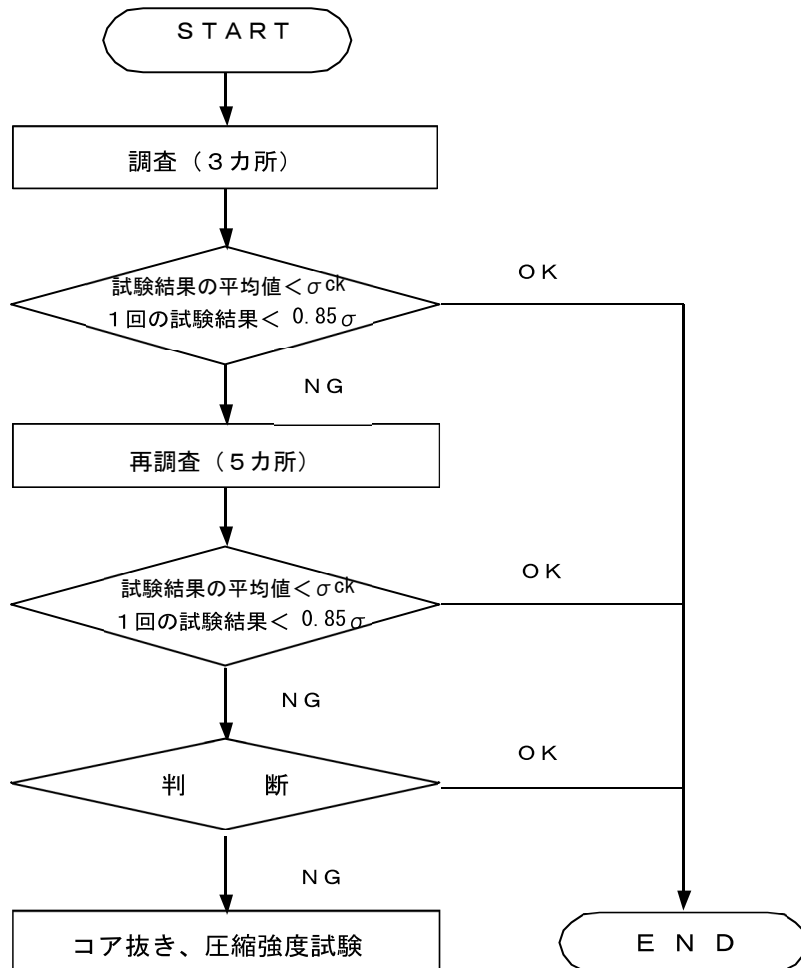 START
調査（３カ所）
試験結果の平均値＜σck
１回の試験結果＜ 0.85σ
OK
NG
再調査（５カ所）
試験結果の平均値＜σck
１回の試験結果＜ 0.85σ
OK
NG
判 断
OK
NG
コア抜き、圧縮強度試験
END